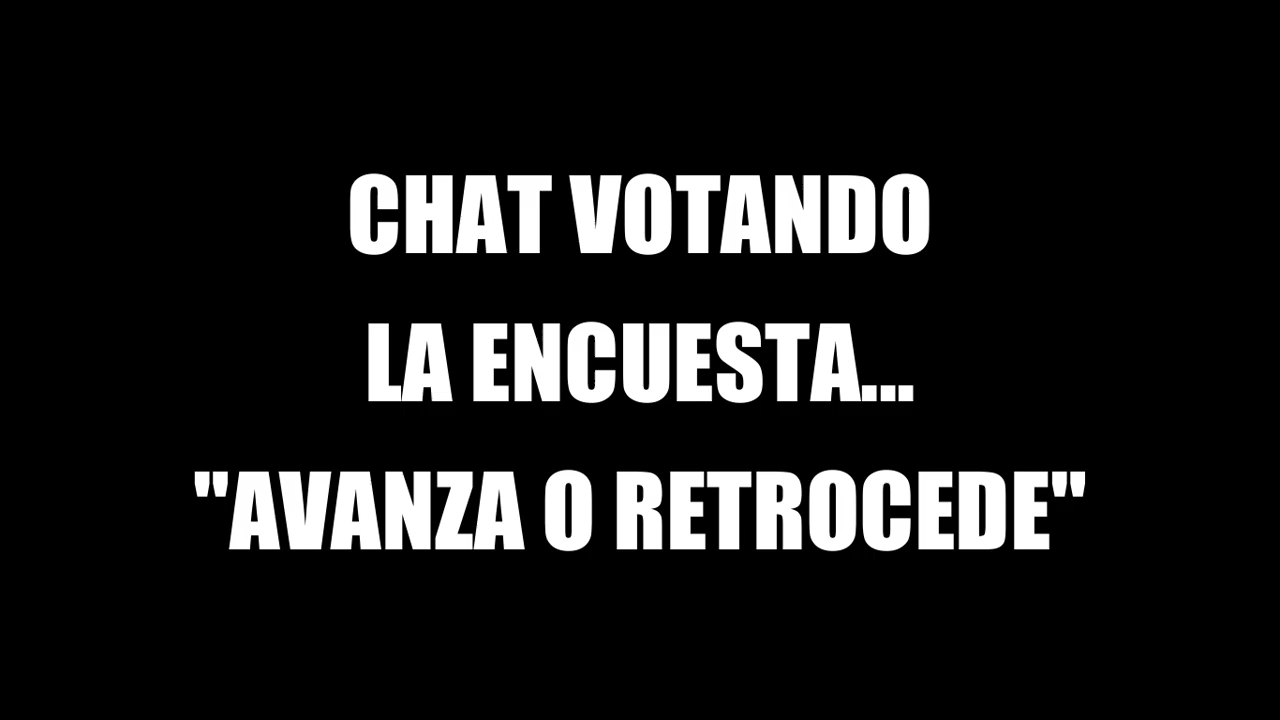 CHAT VOTANDO
LA ENCUESTA...
"AVANZA O RETROCEDE"